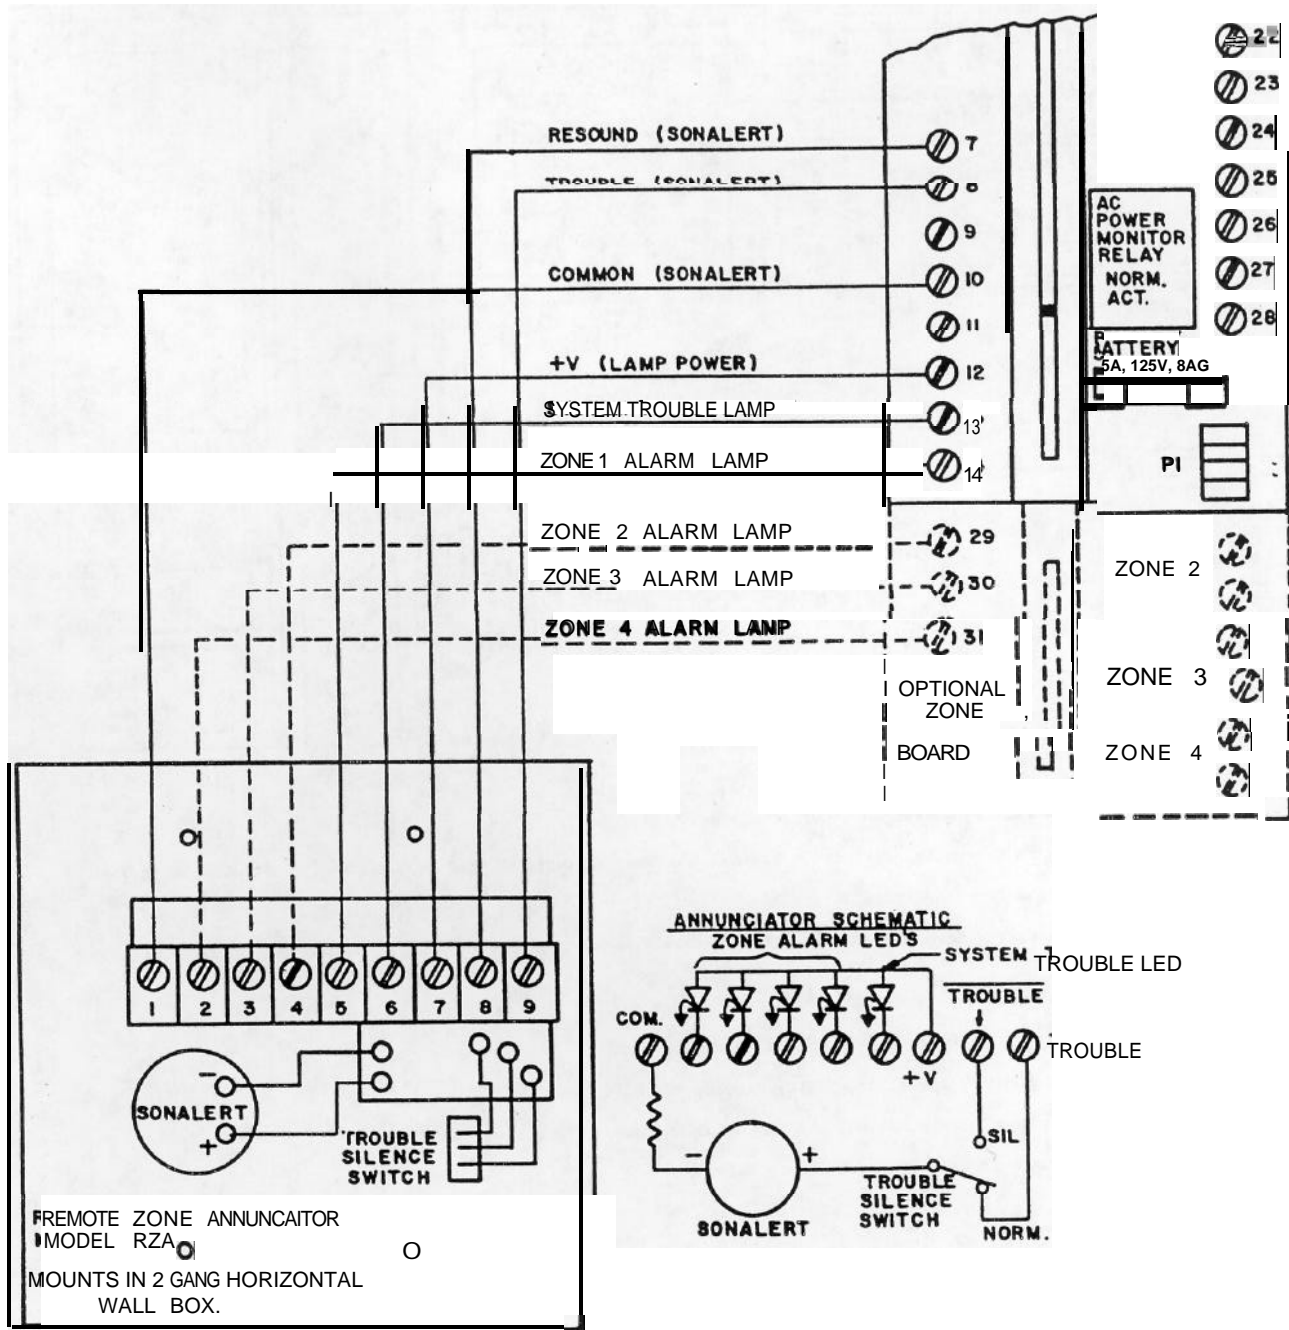 22
23
24
25
26
27
28
RESOUND (SONALERT)
7
TROUBLE (SONALERT)
9
COMMON (SONALERT)
10
11
+V (LAMP POWER)
12
SYSTEM TROUBLE LAMP
13
ZONE 1 ALARM LAMP
14
AC
POWER
MONITOR
RELAY
NORM.
ACT.
BATTERY
5A, 125V, 8AG
PI
ZONE 2 ALARM LAMP
29
ZONE 3 ALARM LAMP
30
ZONE 4 ALARM LAMP
31
OPTIONAL
ZONE
BOARD
ZONE 2
ZONE 3
ZONE 4
1 2 3 4 5 6 7 8 9
-
SONALERT
+
TROUBLE
SILENCE
SWITCH
REMOTE ZONE ANNUNCAITOR
MODEL RZA
MOUNTS IN 2 GANG HORIZONTAL
WALL BOX.
ANNUNCIATOR SCHEMATIC
ZONE ALARM LED'S
SYSTEM TROUBLE LED
TROUBLE
COM.
TROUBLE
+V
SIL
- +
TROUBLE
SILENCE
SWITCH
SONALERT
NORM.